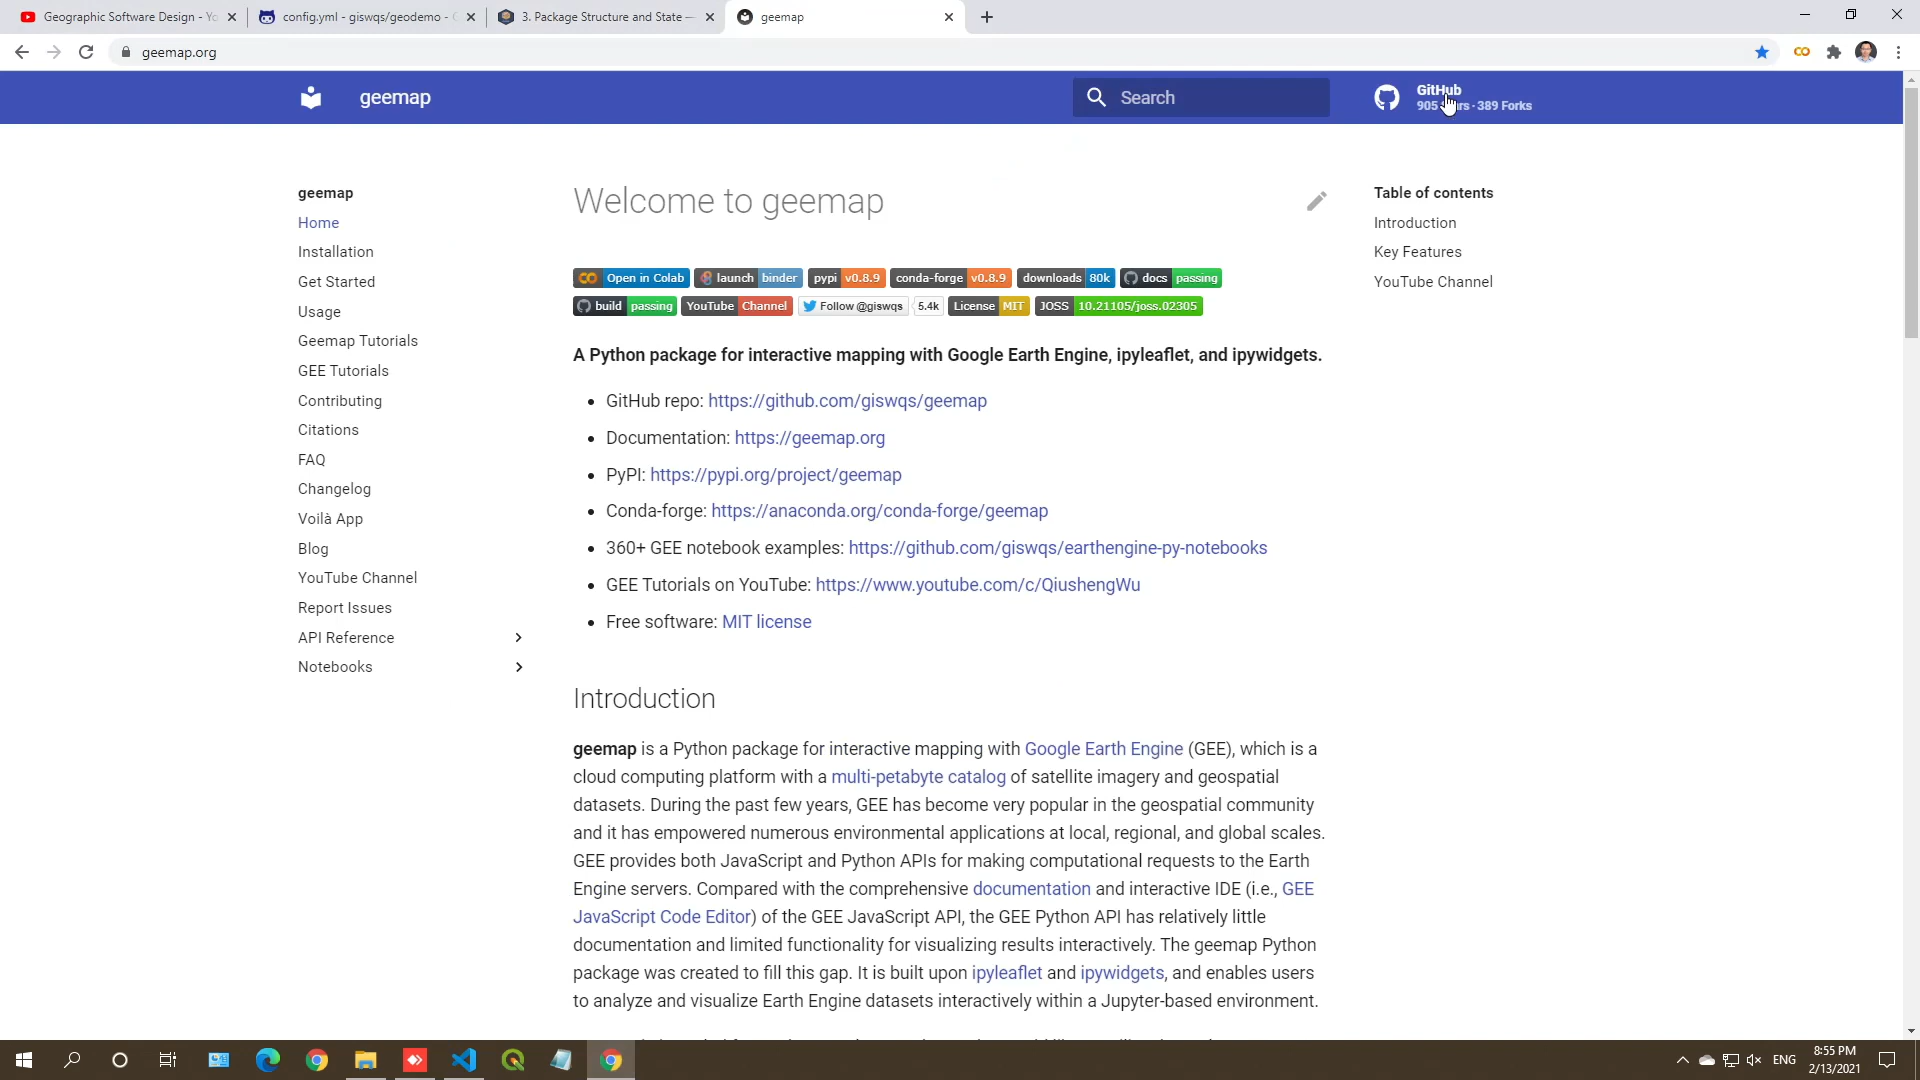 Geographic Software Design - Yo
config.yml - giswqs/geodemo - G
3. Package Structure and State —
geemap
geemap.org
geemap
Search
GitHub
905 · 389 Forks
geemap
Home
Installation
Get Started
Usage
Geemap Tutorials
GEE Tutorials
Contributing
Citations
FAQ
Changelog
Voilà App
Blog
YouTube Channel
Report Issues
API Reference
Notebooks
Welcome to geemap
Open in Colab launch binder pypi v0.8.9 conda-forge v0.8.9 downloads 80k docs passing
build passing YouTube Channel Follow @giswqs 5.4k License MIT JOSS 10.21105/joss.02305
A Python package for interactive mapping with Google Earth Engine, ipyleaflet, and ipywidgets.
• GitHub repo: https://github.com/giswqs/geemap
• Documentation: https://geemap.org
• PyPI: https://pypi.org/project/geemap
• Conda-forge: https://anaconda.org/conda-forge/geemap
• 360+ GEE notebook examples: https://github.com/giswqs/earthengine-py-notebooks
• GEE Tutorials on YouTube: https://www.youtube.com/c/QiushengWu
• Free software: MIT license
Introduction
geemap is a Python package for interactive mapping with Google Earth Engine (GEE), which is a
cloud computing platform with a multi-petabyte catalog of satellite imagery and geospatial
datasets. During the past few years, GEE has become very popular in the geospatial community
and it has empowered numerous environmental applications at local, regional, and global scales.
GEE provides both JavaScript and Python APIs for making computational requests to the Earth
Engine servers. Compared with the comprehensive documentation and interactive IDE (i.e., GEE
JavaScript Code Editor) of the GEE JavaScript API, the GEE Python API has relatively little
documentation and limited functionality for visualizing results interactively. The geemap Python
package was created to fill this gap. It is built upon ipyleaflet and ipywidgets, and enables users
to analyze and visualize Earth Engine datasets interactively within a Jupyter-based environment.
Table of contents
Introduction
Key Features
YouTube Channel
ENG
8:55 PM
2/13/2021